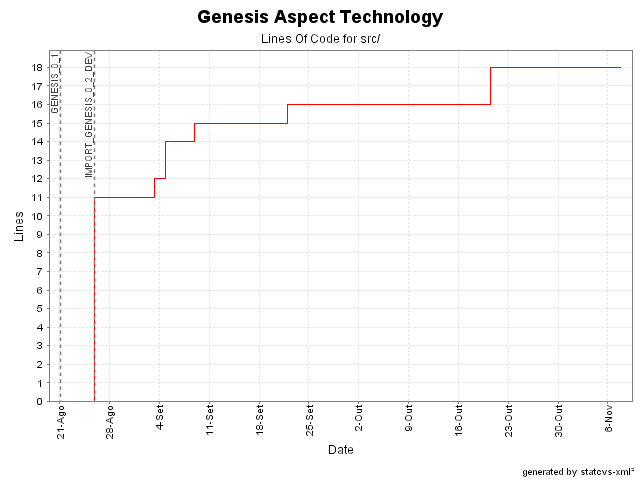 Genesis Aspect Technology
Lines Of Code for src/
GENESIS_0_1
IMPORT_GENESIS_0_2_DEV
Lines
18
17
16
15
14
13
12
11
10
9
8
7
6
5
4
3
2
1
0
21-Ago
28-Ago
4-Set
11-Set
18-Set
25-Set
2-Out
9-Out
16-Out
23-Out
30-Out
6-Nov
Date
generated by statcvs-xml²